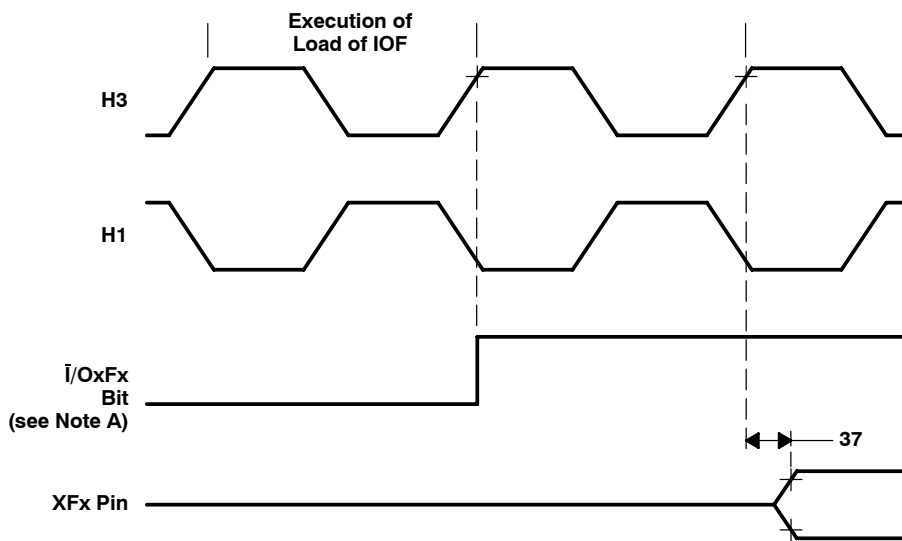 Execution of
Load of IOF
H3
H1
Ī/OxFx
Bit
(see Note A)
37
XFx Pin